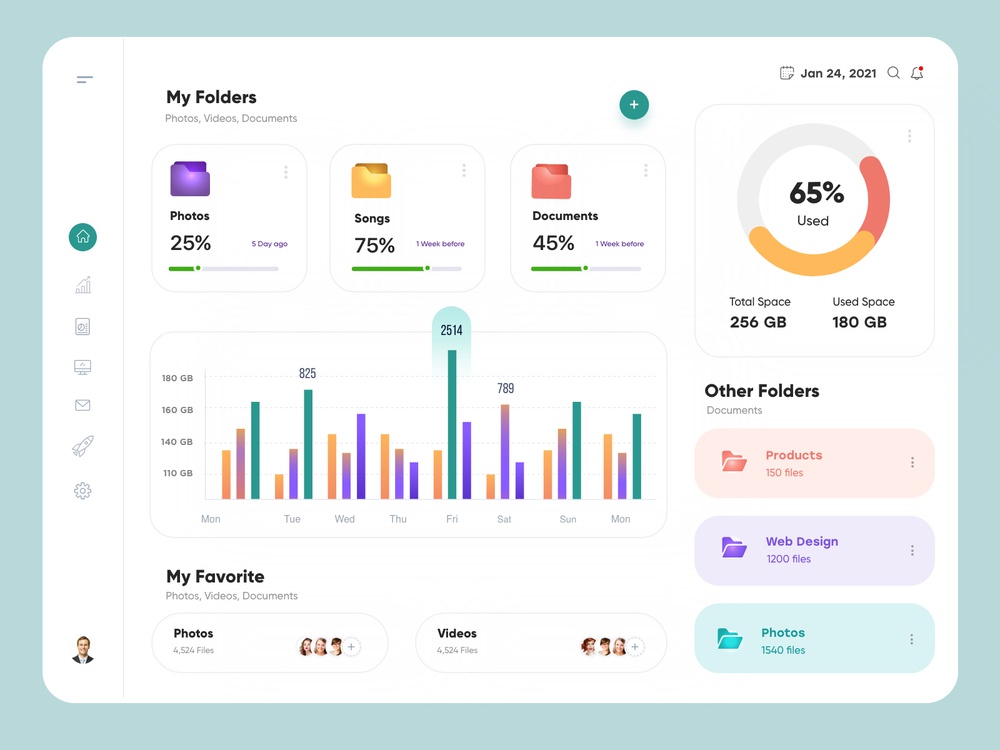 Jan 24, 2021
My Folders
Photos, Videos, Documents
+
Photos
25%
5 Day ago
Songs
75%
1 Week before
Documents
45%
1 Week before
65%
Used
Total Space
256 GB
Used Space
180 GB
2514
825
789
180 GB
160 GB
140 GB
110 GB
Mon Tue Wed Thu Fri Sat Sun Mon
Other Folders
Documents
Products
150 files
Web Design
1200 files
Photos
1540 files
My Favorite
Photos, Videos, Documents
Photos
4,524 Files
+
Videos
4,524 Files
+